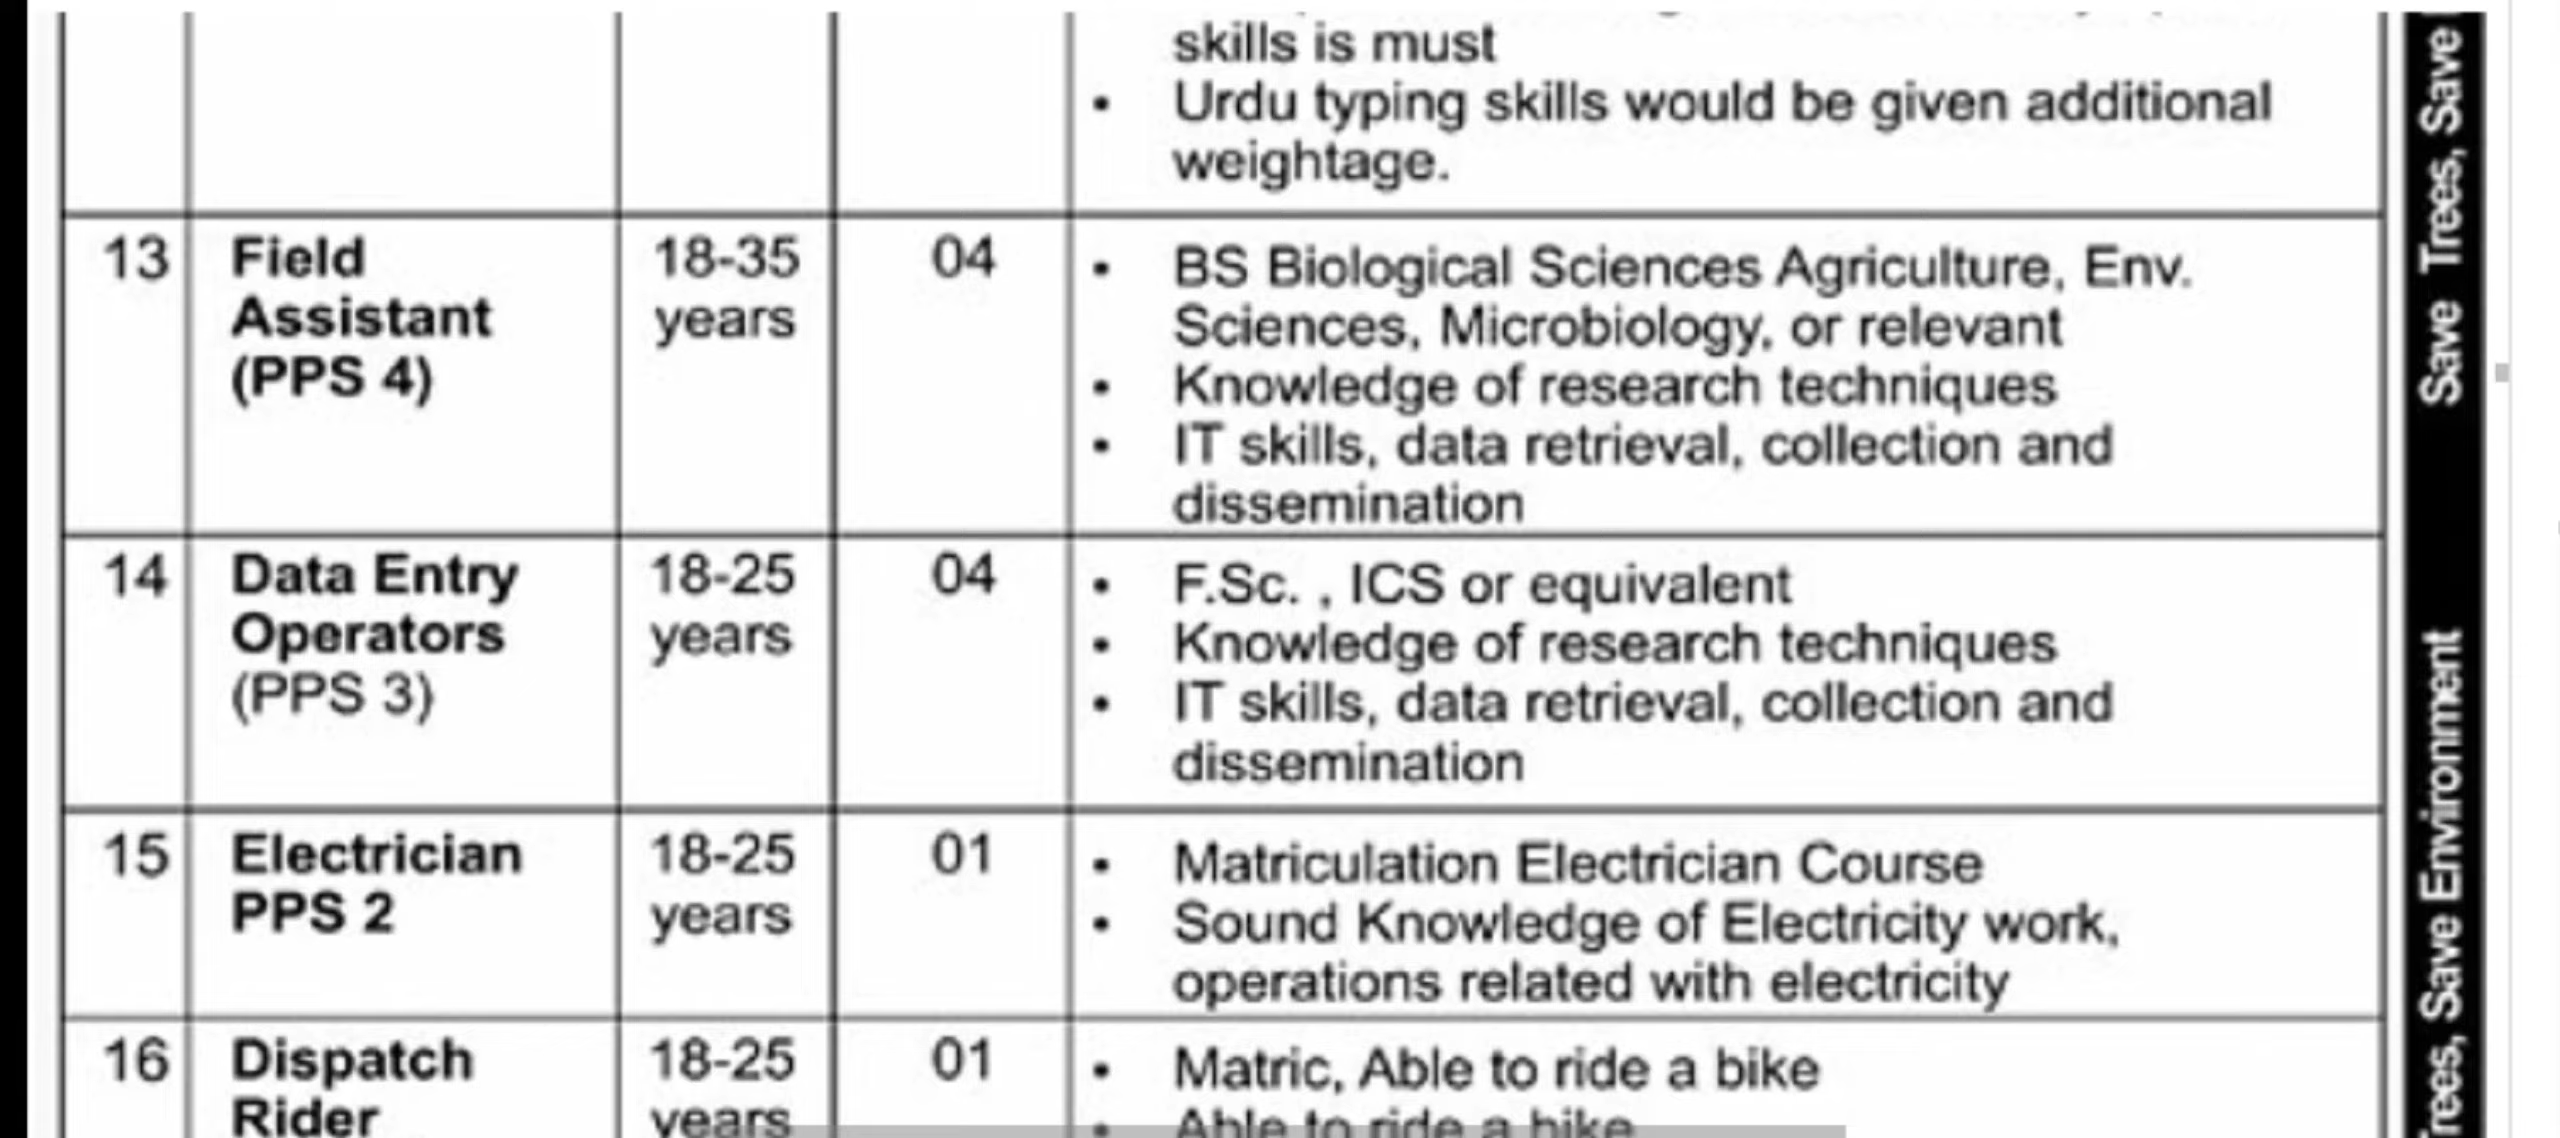 skills is must
• Urdu typing skills would be given additional
weightage.
13 Field 18-35 04 • BS Biological Sciences Agriculture, Env.
Assistant years Sciences, Microbiology, or relevant
(PPS 4) • Knowledge of research techniques
• IT skills, data retrieval, collection and
dissemination
14 Data Entry 18-25 04 • F.Sc. , ICS or equivalent
Operators years • Knowledge of research techniques
(PPS 3) • IT skills, data retrieval, collection and
dissemination
15 Electrician 18-25 01 • Matriculation Electrician Course
PPS 2 years • Sound Knowledge of Electricity work,
operations related with electricity
16 Dispatch 18-25 01 • Matric, Able to ride a bike
Rider years • Able to ride a bike
Save Trees, Save
Trees, Save Environment